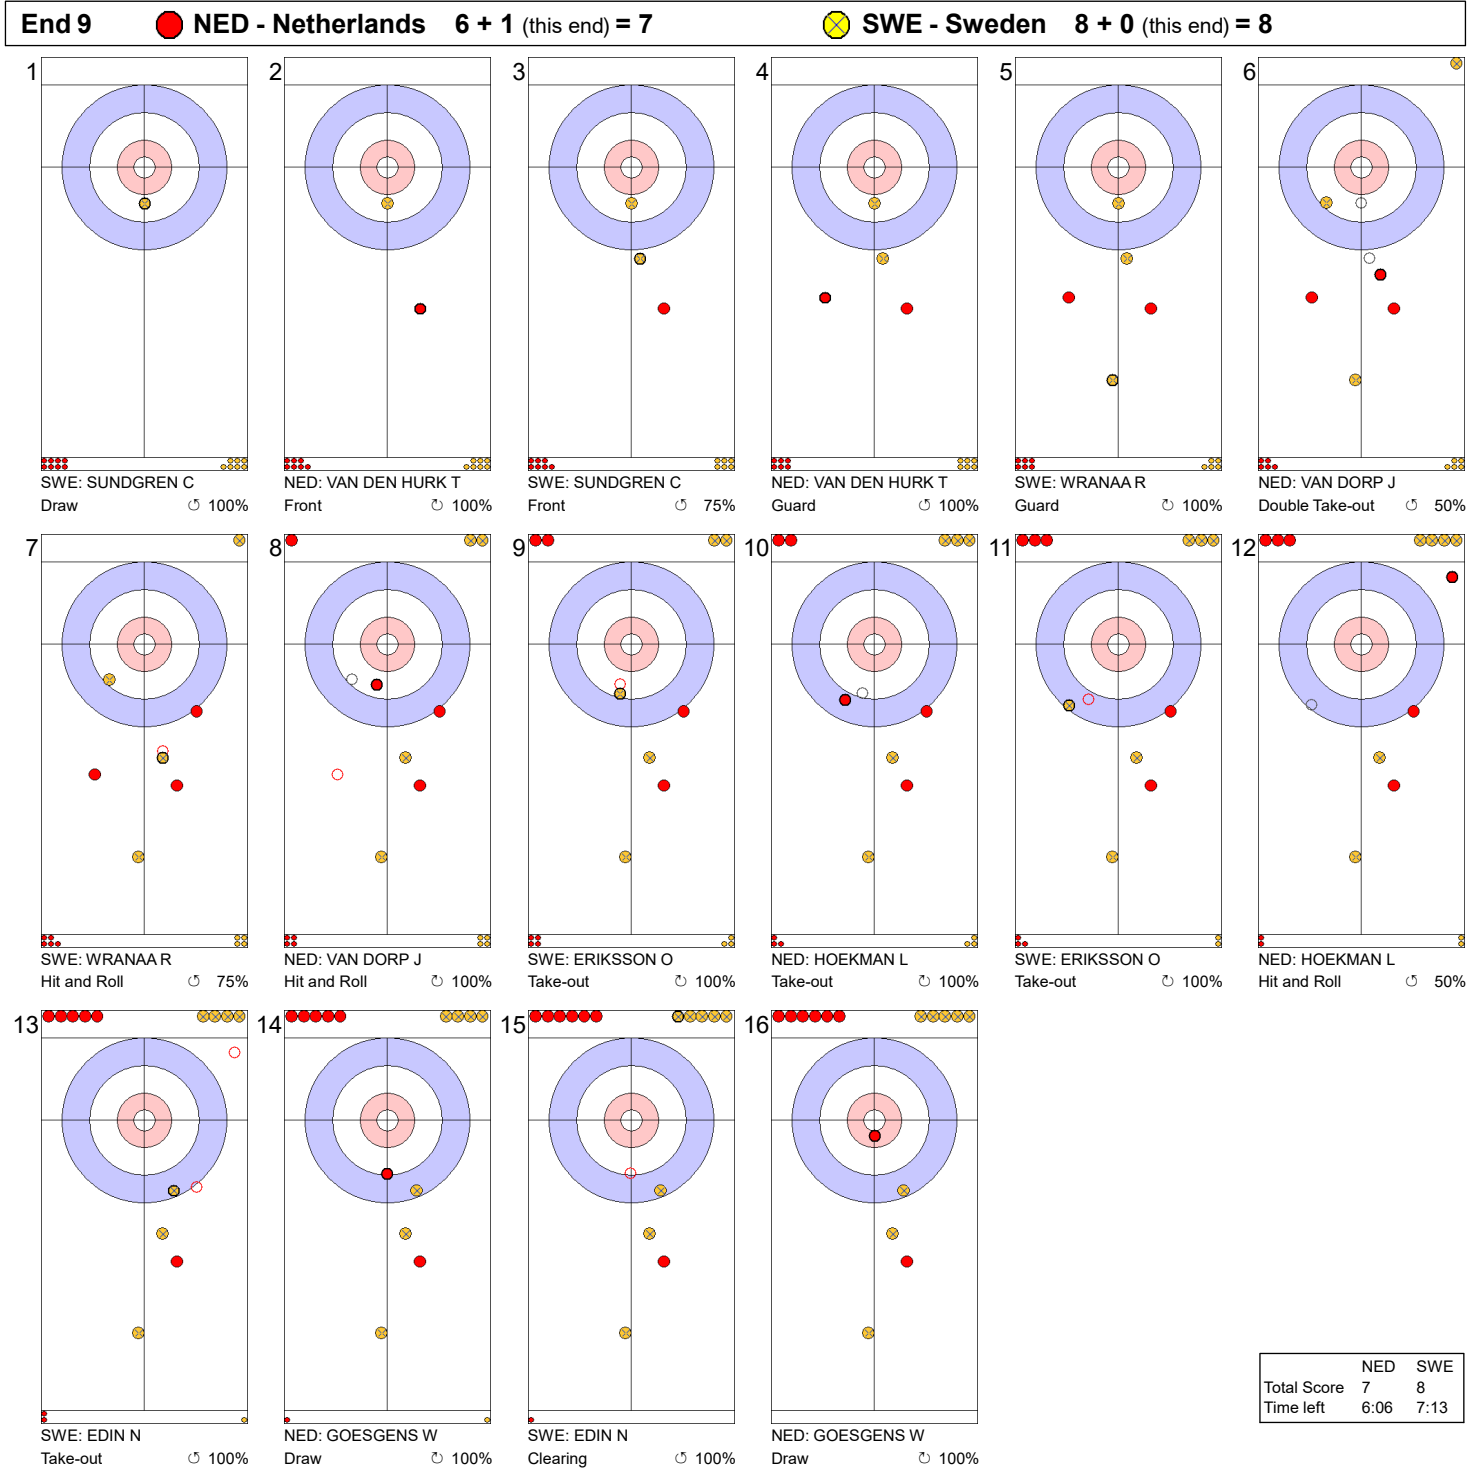 End 9 NED - Netherlands 6 + 1 (this end) = 7 SWE - Sweden 8 + 0 (this end) = 8
1 2 3 4 5 6
SWE: SUNDGREN C NED: VAN DEN HURK T SWE: SUNDGREN C NED: VAN DEN HURK T SWE: WRANAA R NED: VAN DORP J
Draw ↺ 100% Front ↻ 100% Front ↺ 75% Guard ↻ 100% Guard ↻ 100% Double Take-out ↺ 50%
7 8 9 10 11 12
SWE: WRANAA R NED: VAN DORP J SWE: ERIKSSON O NED: HOEKMAN L SWE: ERIKSSON O NED: HOEKMAN L
Hit and Roll ↺ 75% Hit and Roll ↻ 100% Take-out ↻ 100% Take-out ↻ 100% Take-out ↻ 100% Hit and Roll ↺ 50%
13 14 15 16
SWE: EDIN N NED: GOESGENS W SWE: EDIN N NED: GOESGENS W
Take-out ↺ 100% Draw ↻ 100% Clearing ↺ 100% Draw ↻ 100%
NED SWE
Total Score 7 8
Time left 6:06 7:13